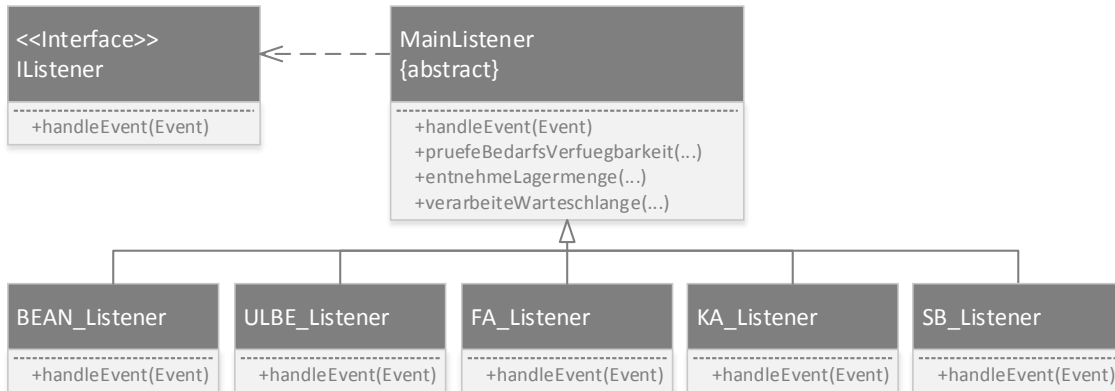 <<Interface>>
IListener
+handleEvent(Event)
MainListener
{abstract}
+handleEvent(Event)
+pruefeBedarfsVerfuegbarkeit(...)
+entnehmeLagermenge(...)
+verarbeiteWarteschlange(...)
BEAN_Listener
+handleEvent(Event)
ULBE_Listener
+handleEvent(Event)
FA_Listener
+handleEvent(Event)
KA_Listener
+handleEvent(Event)
SB_Listener
+handleEvent(Event)